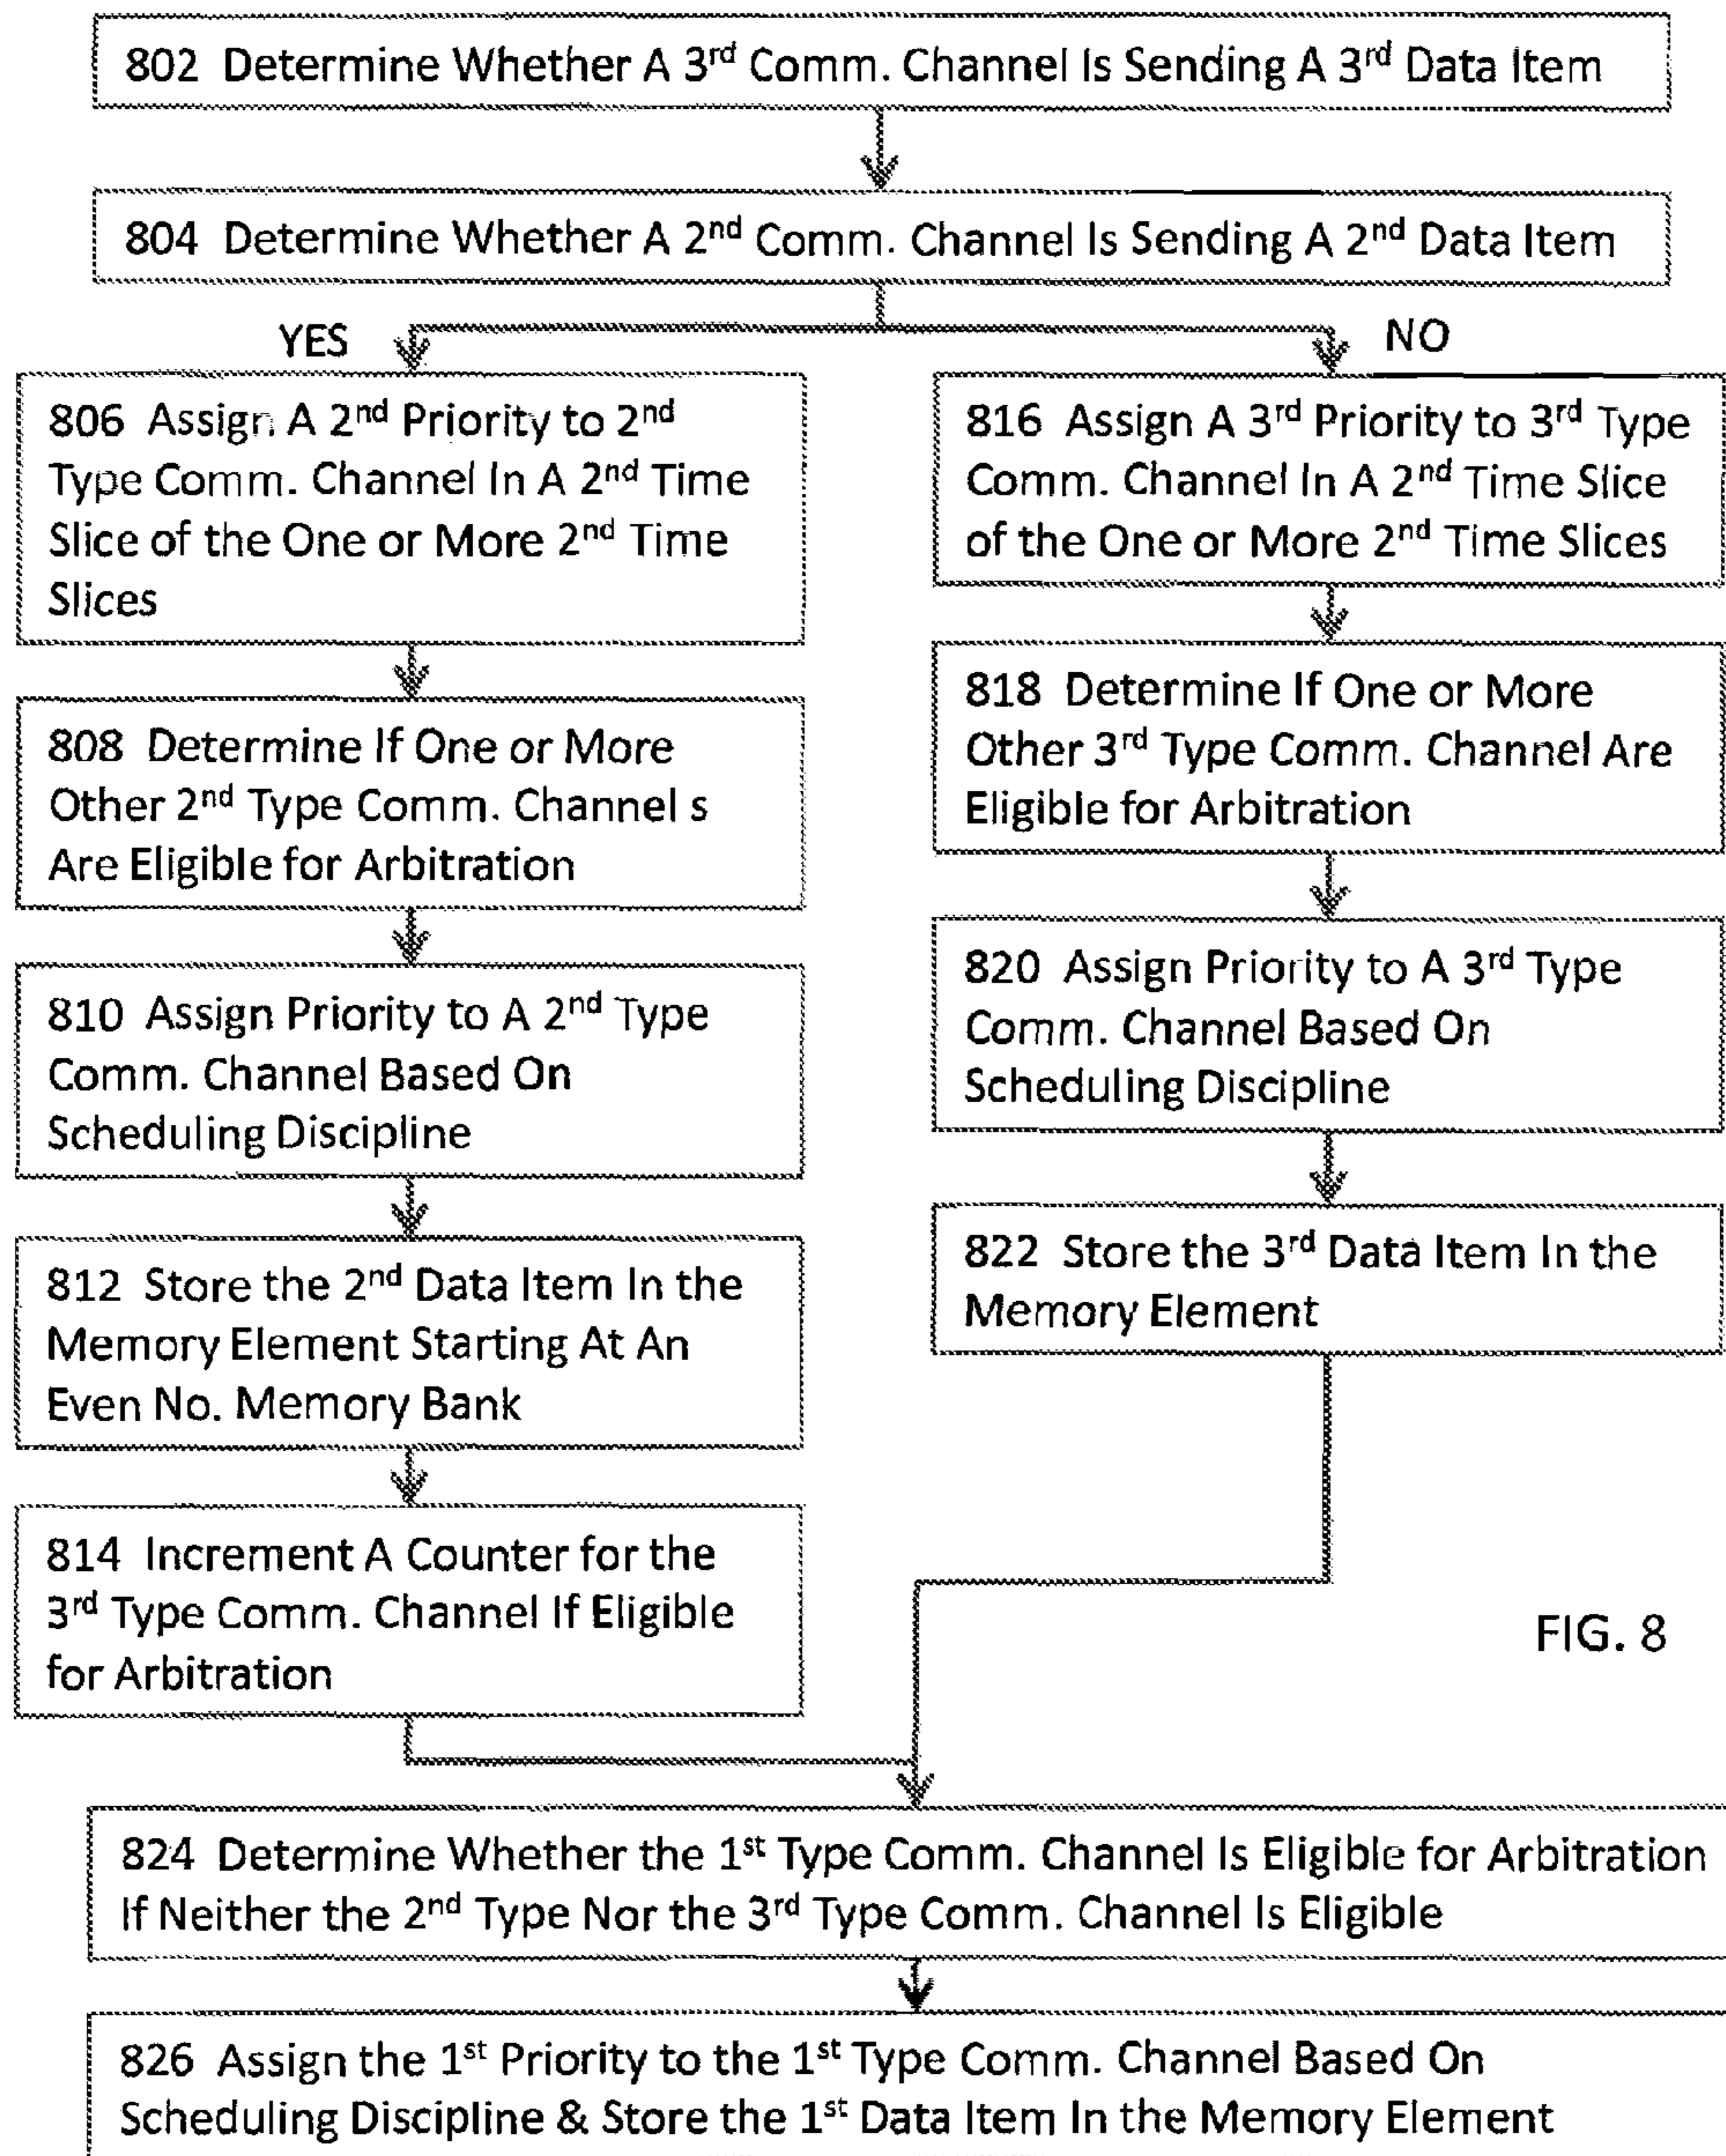 802 Determine Whether A 3rd Comm. Channel Is Sending A 3rd Data Item
804 Determine Whether A 2nd Comm. Channel Is Sending A 2nd Data Item
YES
NO
806 Assign A 2nd Priority to 2nd
Type Comm. Channel In A 2nd Time
Slice of the One or More 2nd Time
Slices
808 Determine If One or More
Other 2nd Type Comm. Channel s
Are Eligible for Arbitration
810 Assign Priority to A 2nd Type
Comm. Channel Based On
Scheduling Discipline
812 Store the 2nd Data Item In the
Memory Element Starting At An
Even No. Memory Bank
814 Increment A Counter for the
3rd Type Comm. Channel If Eligible
for Arbitration
816 Assign A 3rd Priority to 3rd Type
Comm. Channel In A 2nd Time Slice
of the One or More 2nd Time Slices
818 Determine If One or More
Other 3rd Type Comm. Channel Are
Eligible for Arbitration
820 Assign Priority to A 3rd Type
Comm. Channel Based On
Scheduling Discipline
822 Store the 3rd Data Item In the
Memory Element
FIG. 8
824 Determine Whether the 1st Type Comm. Channel Is Eligible for Arbitration
If Neither the 2nd Type Nor the 3rd Type Comm. Channel Is Eligible
826 Assign the 1st Priority to the 1st Type Comm. Channel Based On
Scheduling Discipline & Store the 1st Data Item In the Memory Element